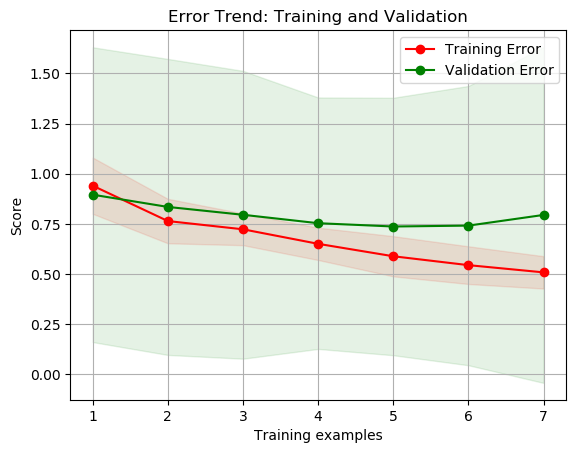 Error Trend: Training and Validation
Training Error
Validation Error
1.50
1.25
1.00
0.75
0.50
0.25
0.00
Score
1 2 3 4 5 6 7
Training examples